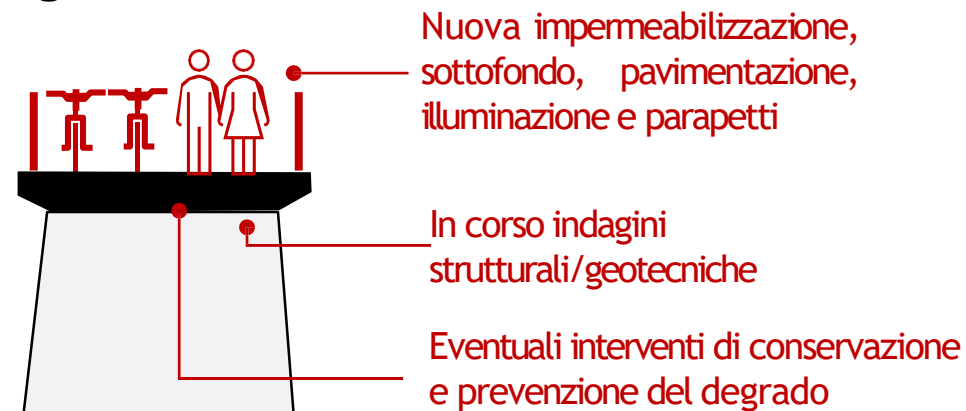 Nuova impermeabilizzazione,
sottofondo, pavimentazione,
illuminazione e parapetti
In corso indagini
strutturali/geotecniche
Eventuali interventi di conservazione
e prevenzione del degrado